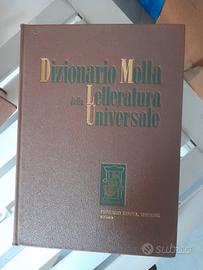 Dizionario Motta
della Letteratura
Universale
FEDERICO MOTTA EDITORE
MILANO
subito